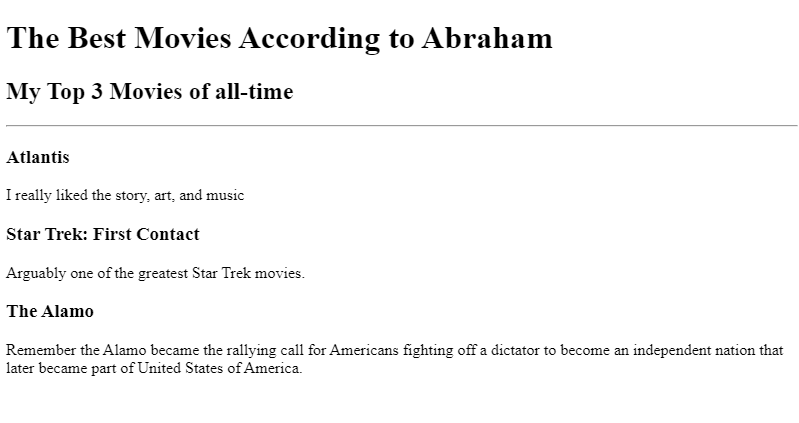 The Best Movies According to Abraham
My Top 3 Movies of all-time
Atlantis
I really liked the story, art, and music
Star Trek: First Contact
Arguably one of the greatest Star Trek movies.
The Alamo
Remember the Alamo became the rallying call for Americans fighting off a dictator to become an independent nation that
later became part of United States of America.